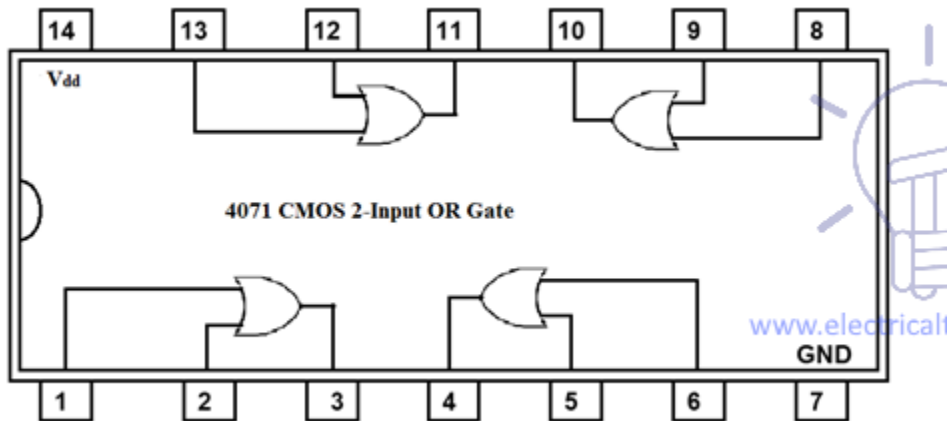 14 13 12 11 10 9 8
Vdd
4071 CMOS 2-Input OR Gate
www.electricalt
GND
1 2 3 4 5 6 7